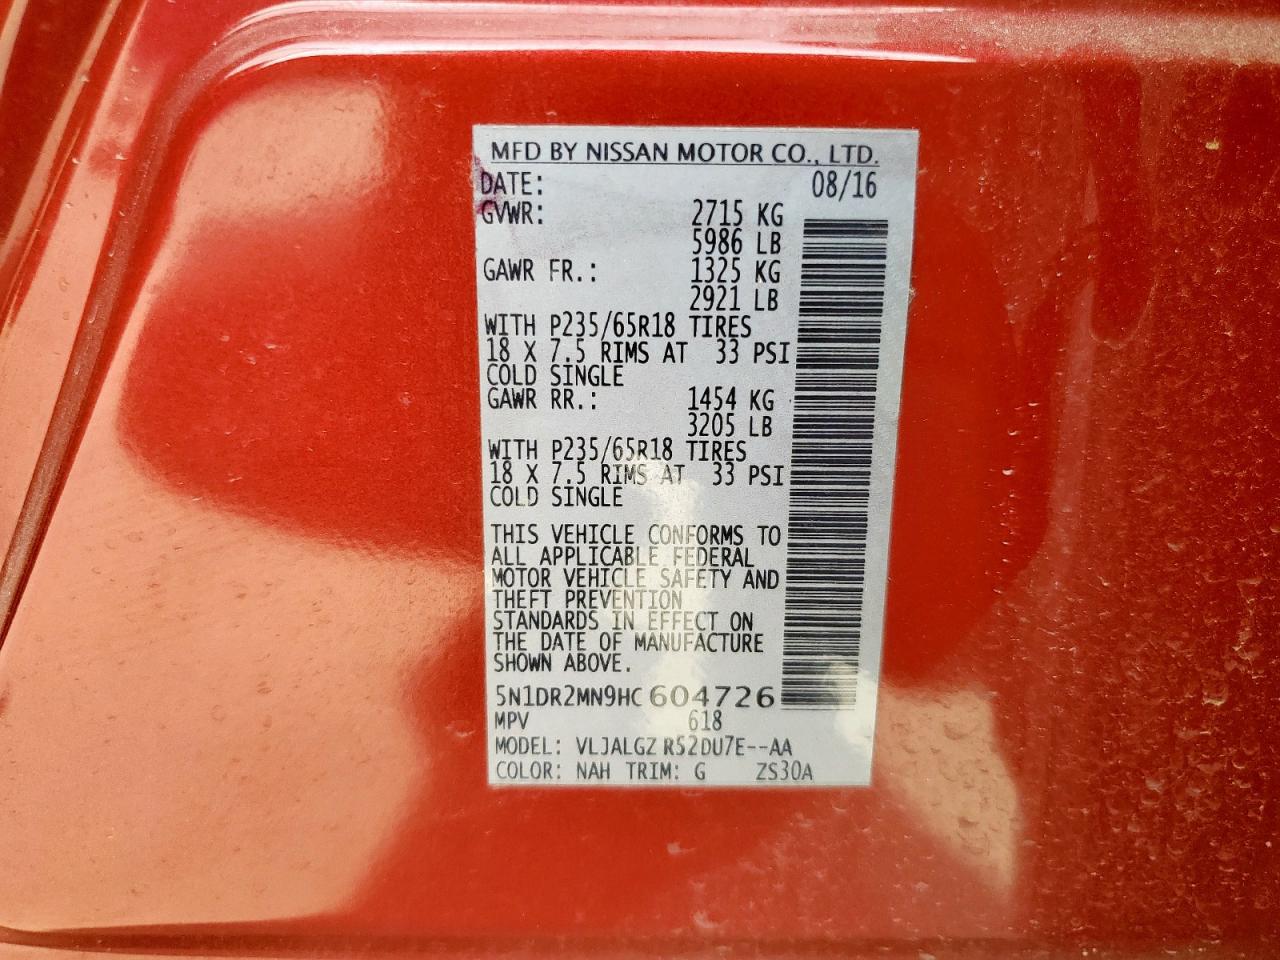 MFD BY NISSAN MOTOR CO., LTD.
DATE: 08/16
GVWR: 2715 KG
5986 LB
GAWR FR.: 1325 KG
2921 LB
WITH P235/65R18 TIRES
18 X 7.5 RIMS AT 33 PSI
COLD SINGLE
GAWR RR.: 1454 KG
3205 LB
WITH P235/65R18 TIRES
18 X 7.5 RIMS AT 33 PSI
COLD SINGLE
THIS VEHICLE CONFORMS TO
ALL APPLICABLE FEDERAL
MOTOR VEHICLE SAFETY AND
THEFT PREVENTION
STANDARDS IN EFFECT ON
THE DATE OF MANUFACTURE
SHOWN ABOVE.
5N1DR2MN9HC604726
MPV 618
MODEL: VLJALGZ R52DU7E--AA
COLOR: NAH TRIM: G ZS30A